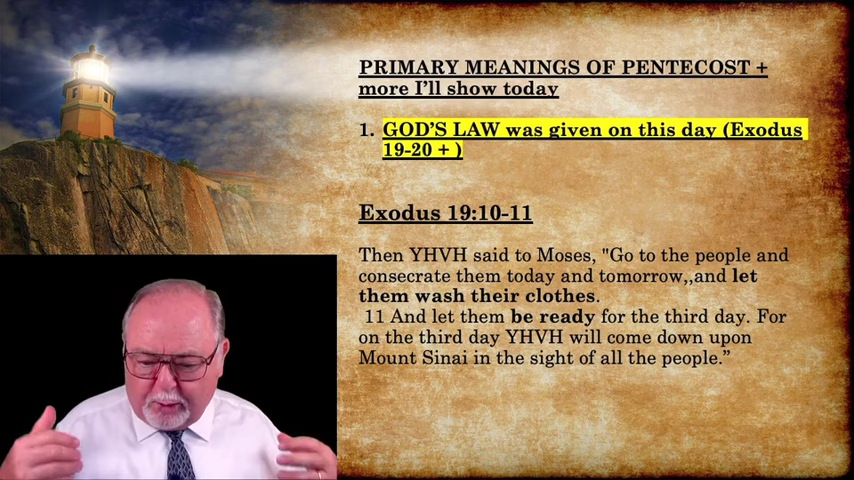 PRIMARY MEANINGS OF PENTECOST +
more I’ll show today
1. GOD’S LAW was given on this day (Exodus
19-20 + )
Exodus 19:10-11
Then YHVH said to Moses, "Go to the people and
consecrate them today and tomorrow,,and let
them wash their clothes.
11 And let them be ready for the third day. For
on the third day YHVH will come down upon
Mount Sinai in the sight of all the people.”